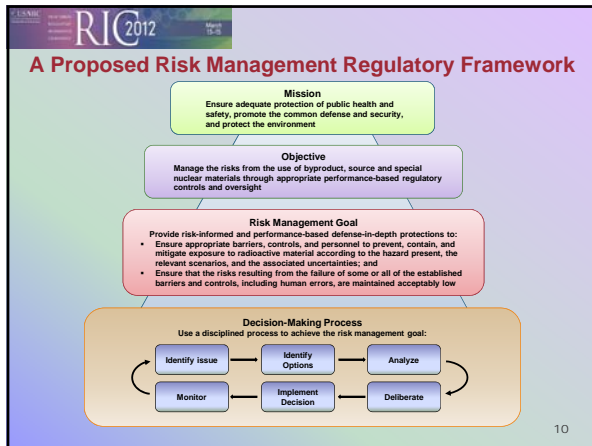 U.S.NRC
RIC 2012
March
13-15
A Proposed Risk Management Regulatory Framework
Mission
Ensure adequate protection of public health and
safety, promote the common defense and security,
and protect the environment
Objective
Manage the risks from the use of byproduct, source and special
nuclear materials through appropriate performance-based regulatory
controls and oversight
Risk Management Goal
Provide risk-informed and performance-based defense-in-depth protections to:
• Ensure appropriate barriers, controls, and personnel to prevent, contain, and
mitigate exposure to radioactive material according to the hazard present, the
relevant scenarios, and the associated uncertainties; and
• Ensure that the risks resulting from the failure of some or all of the established
barriers and controls, including human errors, are maintained acceptably low
Decision-Making Process
Use a disciplined process to achieve the risk management goal:
Identify issue
Identify
Options
Analyze
Monitor
Implement
Decision
Deliberate
10